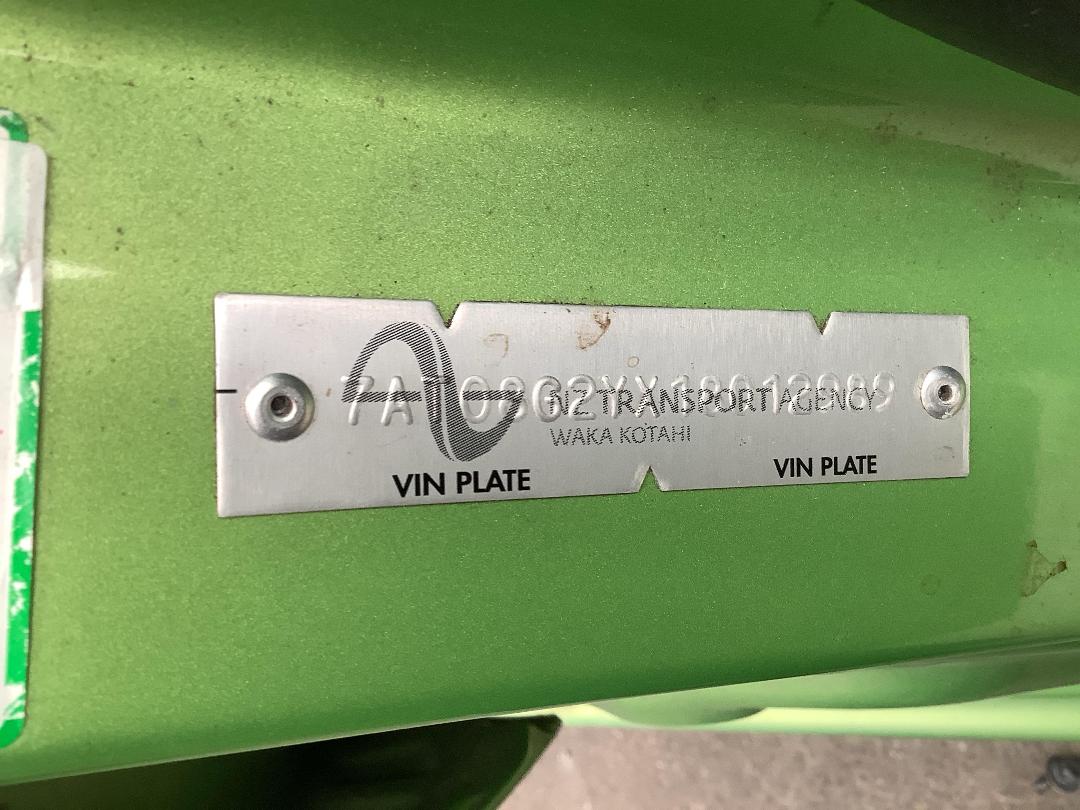 NZ TRANSPORT AGENCY
WAKA KOTAHI
VIN PLATE
VIN PLATE